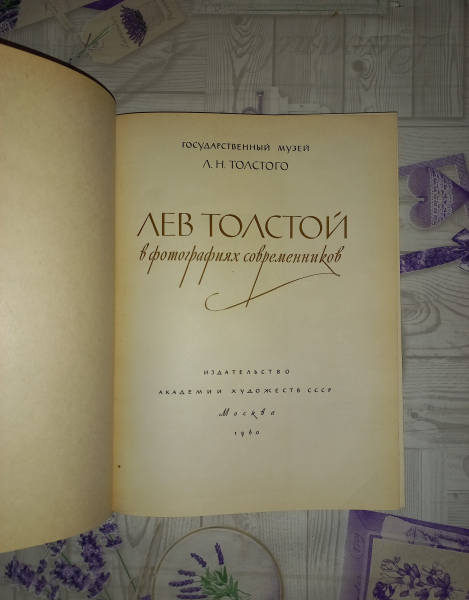 ГОСУДАРСТВЕННЫЙ МУЗЕЙ
Л. Н. ТОЛСТОГО
ЛЕВ ТОЛСТОЙ
в фотографиях современников
ИЗДАТЕЛЬСТВО
АКАДЕМИИ ХУДОЖЕСТВ СССР
Москва
1960